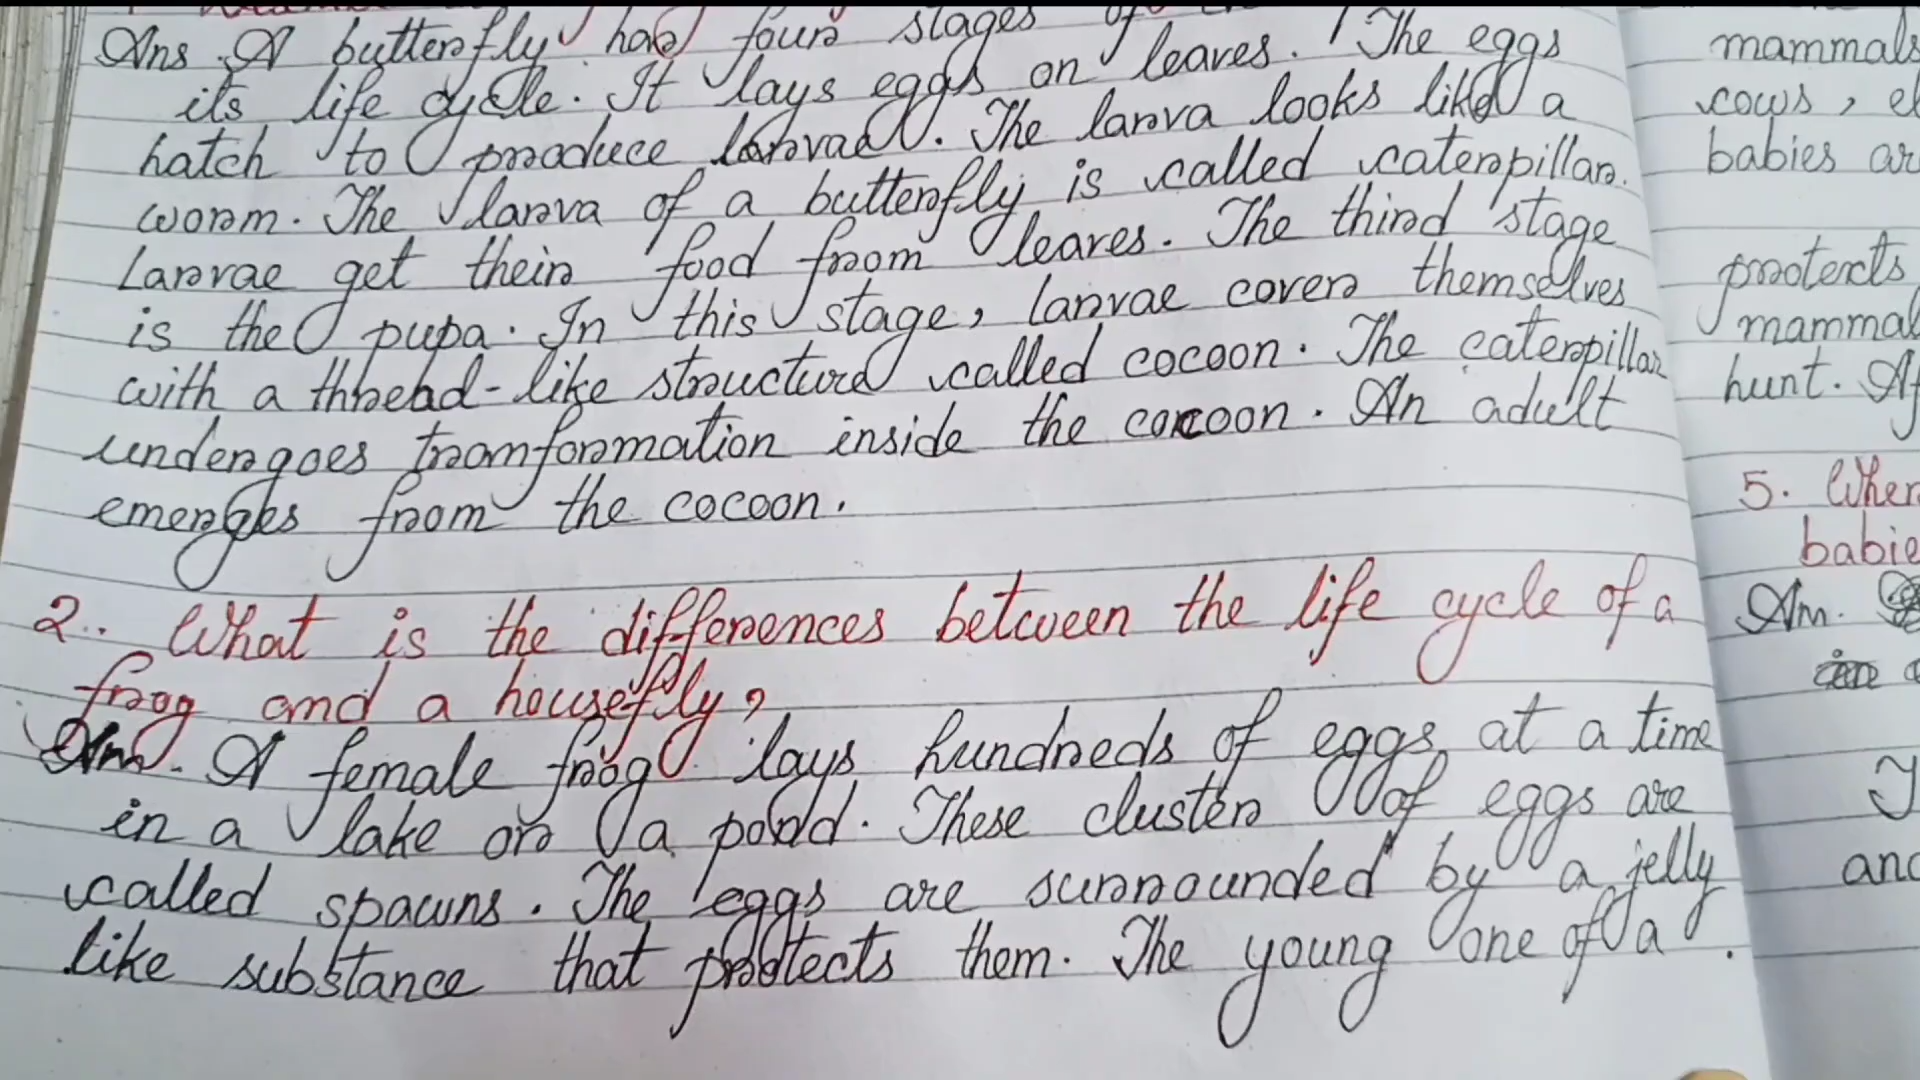 Ans. A butterfly has four stages of
its life cycle. It lays eggs on leaves. The eggs
hatch to produce larvae. The larva looks like a
worm. The larva of a butterfly is called caterpillar.
Larvae get their food from leaves. The third stage
is the pupa. In this stage, larvae cover themselves
with a thread-like structure called cocoon. The caterpillar
undergoes tranformation inside the cocoon. An adult
emerges from the cocoon.
2. What is the differences between the life cycle of a
frog and a housefly?
Ans. A female frog lays hundreds of eggs at a time
in a lake or a pond. These cluster of eggs are
called spawns. The eggs are surrounded by a jelly
like substance that protects them. The young one of a
mammals
cows,
babies
protects
mammal
hunt.
5.
Ans.
in